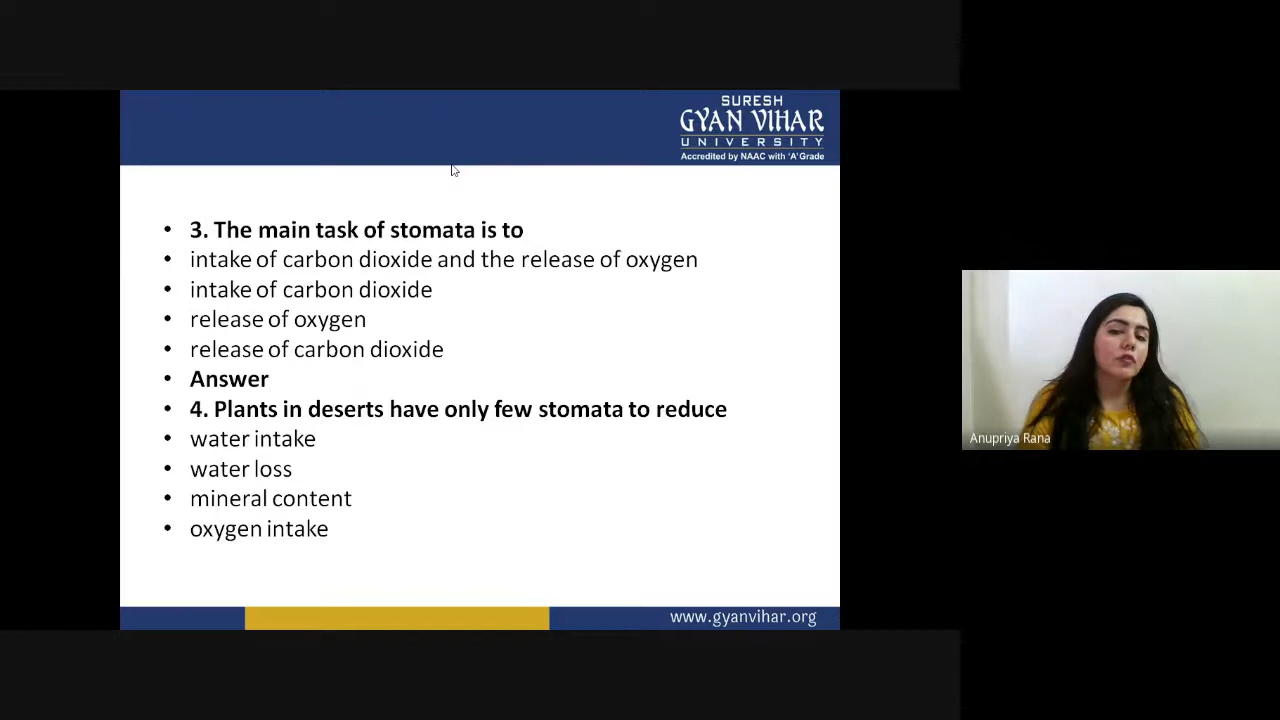 SURESH
GYAN VIHAR
UNIVERSITY
Accredited by NAAC with 'A' Grade
• 3. The main task of stomata is to
• intake of carbon dioxide and the release of oxygen
• intake of carbon dioxide
• release of oxygen
• release of carbon dioxide
• Answer
• 4. Plants in deserts have only few stomata to reduce
• water intake
• water loss
• mineral content
• oxygen intake
www.gyanvihar.org
Anupriya Rana